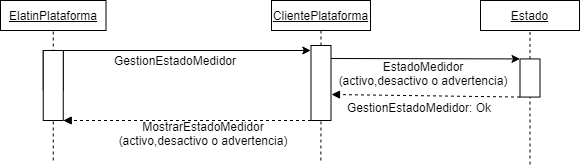 ElatinPlataforma
ClientePlataforma
Estado
GestionEstadoMedidor
EstadoMedidor
(activo,desactivo o advertencia)
GestionEstadoMedidor: Ok
MostrarEstadoMedidor
(activo,desactivo o advertencia)